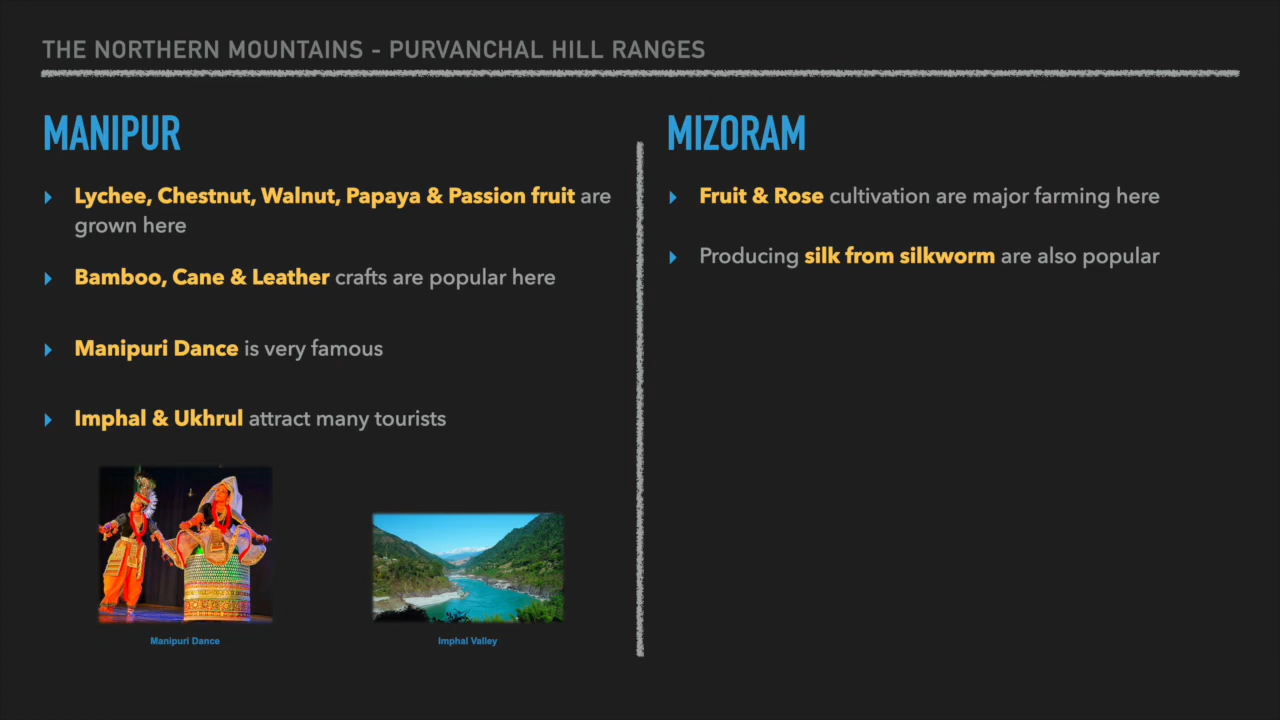 THE NORTHERN MOUNTAINS - PURVANCHAL HILL RANGES
MANIPUR
Lychee, Chestnut, Walnut, Papaya & Passion fruit are
grown here
Bamboo, Cane & Leather crafts are popular here
Manipuri Dance is very famous
Imphal & Ukhrul attract many tourists
Manipuri Dance
Imphal Valley
MIZORAM
Fruit & Rose cultivation are major farming here
Producing silk from silkworm are also popular